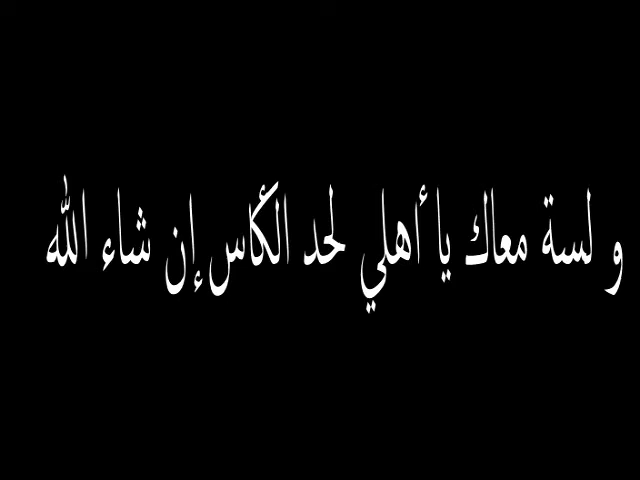 و لسة معاك يا أهلي لحد الكأس إن شاء الله